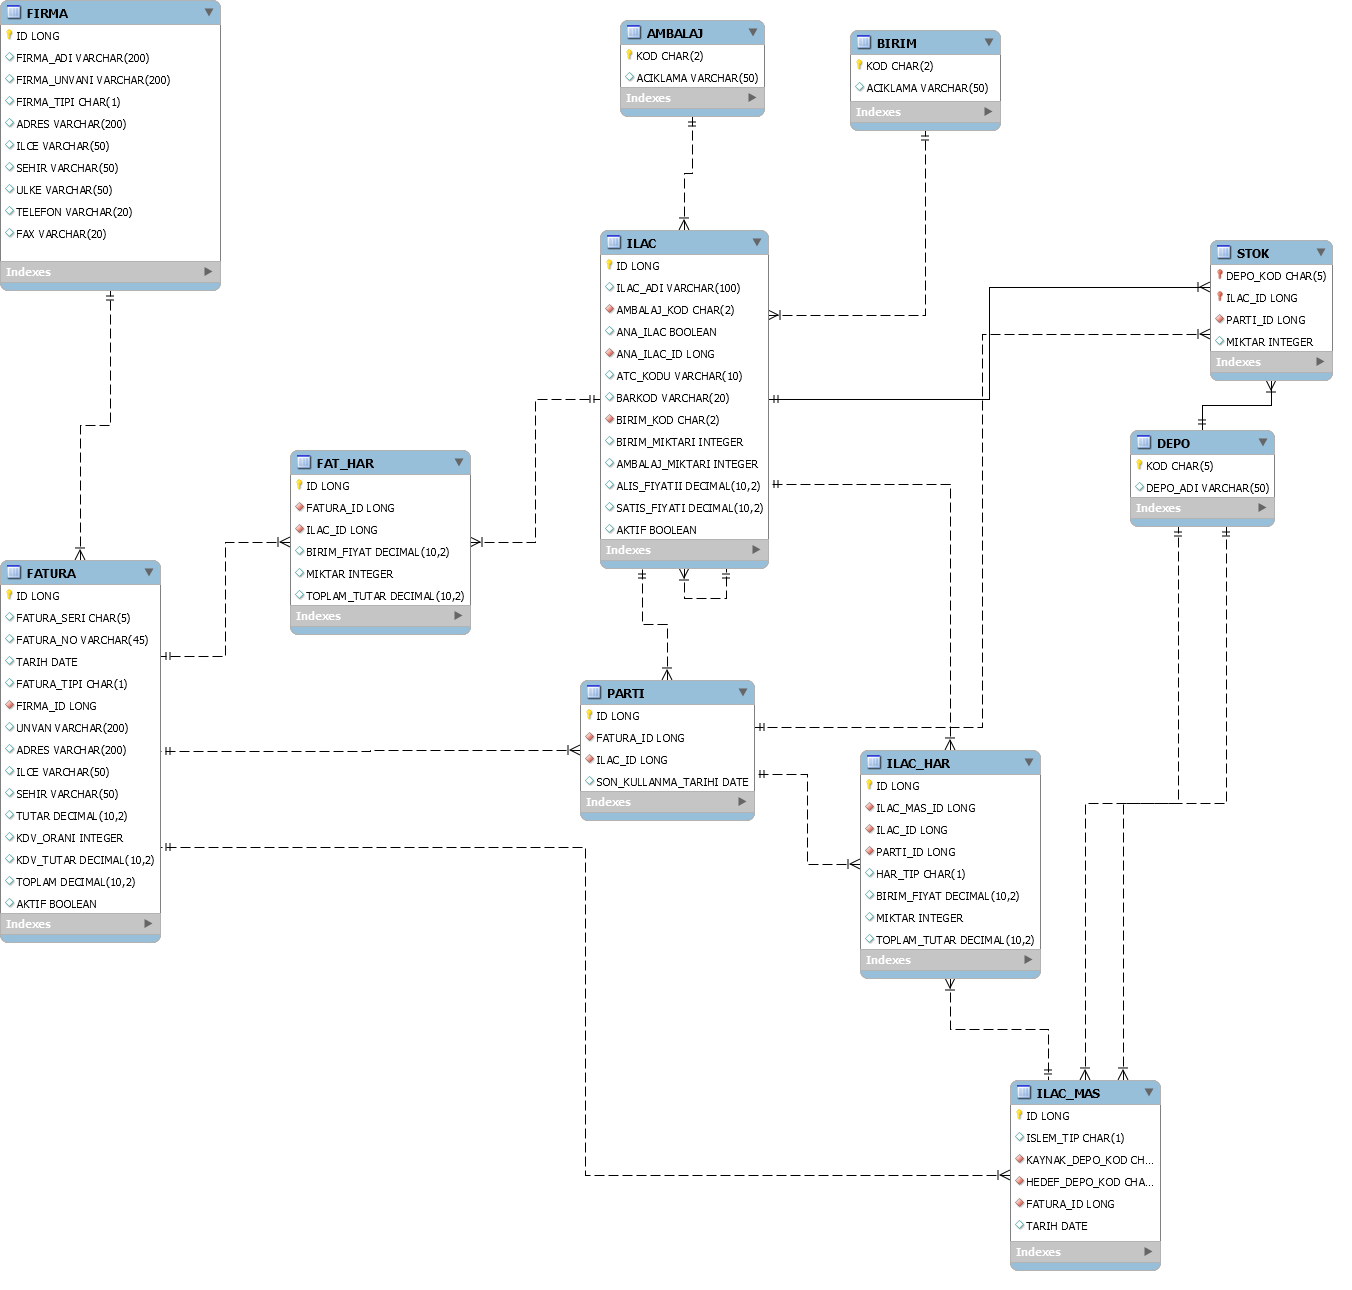 FIRMA
ID LONG
FIRMA_ADI VARCHAR(200)
FIRMA_UNVANI VARCHAR(200)
FIRMA_TIPI CHAR(1)
ADRES VARCHAR(200)
ILCE VARCHAR(50)
SEHIR VARCHAR(50)
ULKE VARCHAR(50)
TELEFON VARCHAR(20)
FAX VARCHAR(20)
Indexes
AMBALAJ
KOD CHAR(2)
ACIKLAMA VARCHAR(50)
Indexes
BIRIM
KOD CHAR(2)
ACIKLAMA VARCHAR(50)
Indexes
ILAC
ID LONG
ILAC_ADI VARCHAR(100)
AMBALAJ_KOD CHAR(2)
ANA_ILAC BOOLEAN
ANA_ILAC_ID LONG
ATC_KODU VARCHAR(10)
BARKOD VARCHAR(20)
BIRIM_KOD CHAR(2)
BIRIM_MIKTARI INTEGER
AMBALAJ_MIKTARI INTEGER
ALIS_FIYATII DECIMAL(10,2)
SATIS_FIYATI DECIMAL(10,2)
AKTIF BOOLEAN
Indexes
STOK
DEPO_KOD CHAR(5)
ILAC_ID LONG
PARTI_ID LONG
MIKTAR INTEGER
Indexes
DEPO
KOD CHAR(5)
DEPO_ADI VARCHAR(50)
Indexes
FAT_HAR
ID LONG
FATURA_ID LONG
ILAC_ID LONG
BIRIM_FIYAT DECIMAL(10,2)
MIKTAR INTEGER
TOPLAM_TUTAR DECIMAL(10,2)
Indexes
FATURA
ID LONG
FATURA_SERI CHAR(5)
FATURA_NO VARCHAR(45)
TARIH DATE
FATURA_TIPI CHAR(1)
FIRMA_ID LONG
UNVAN VARCHAR(200)
ADRES VARCHAR(200)
ILCE VARCHAR(50)
SEHIR VARCHAR(50)
TUTAR DECIMAL(10,2)
KDV_ORANI INTEGER
KDV_TUTAR DECIMAL(10,2)
TOPLAM DECIMAL(10,2)
AKTIF BOOLEAN
Indexes
PARTI
ID LONG
FATURA_ID LONG
ILAC_ID LONG
SON_KULLANMA_TARIHI DATE
Indexes
ILAC_HAR
ID LONG
ILAC_MAS_ID LONG
ILAC_ID LONG
PARTI_ID LONG
HAR_TIP CHAR(1)
BIRIM_FIYAT DECIMAL(10,2)
MIKTAR INTEGER
TOPLAM_TUTAR DECIMAL(10,2)
Indexes
ILAC_MAS
ID LONG
ISLEM_TIP CHAR(1)
KAYNAK_DEPO_KOD CH...
HEDEF_DEPO_KOD CHA...
FATURA_ID LONG
TARIH DATE
Indexes